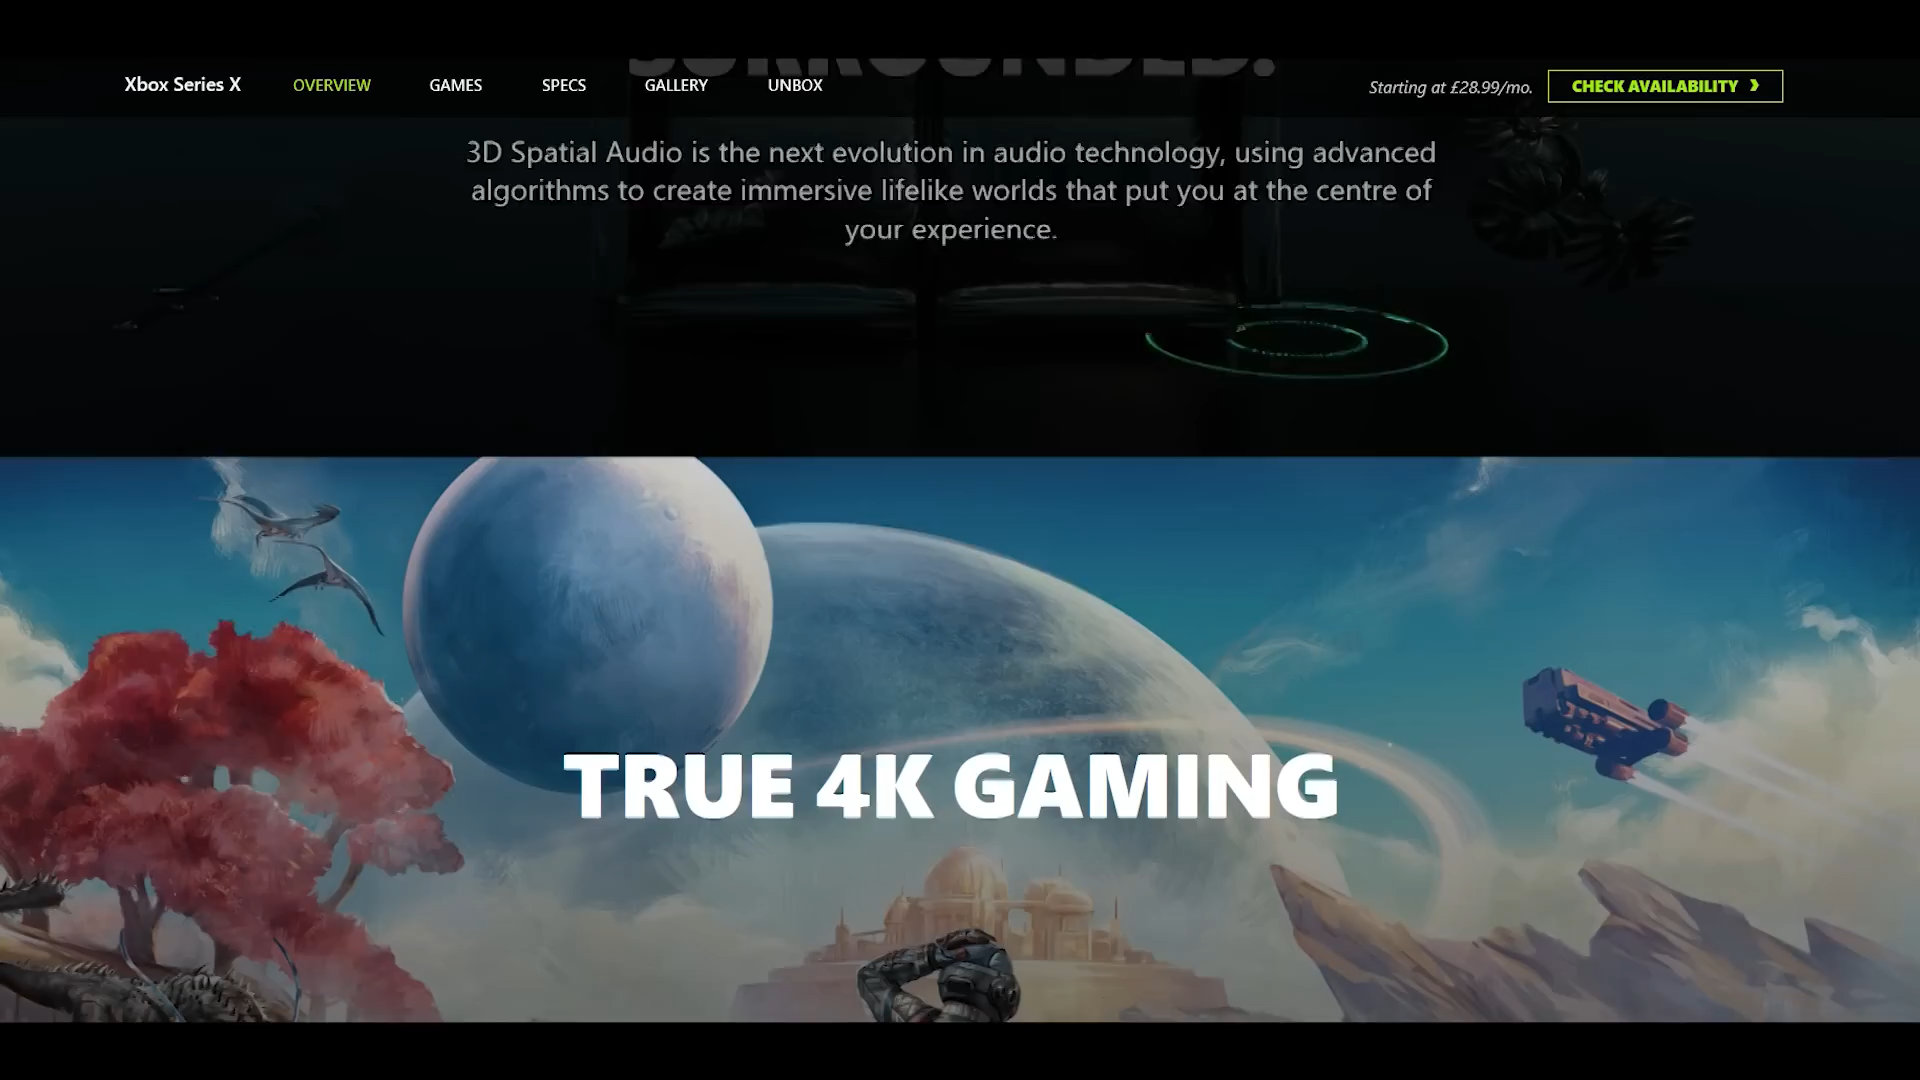 SURROUNDED.
Xbox Series X OVERVIEW GAMES SPECS GALLERY UNBOX Starting at £28.99/mo. CHECK AVAILABILITY ❯
3D Spatial Audio is the next evolution in audio technology, using advanced
algorithms to create immersive lifelike worlds that put you at the centre of
your experience.
TRUE 4K GAMING